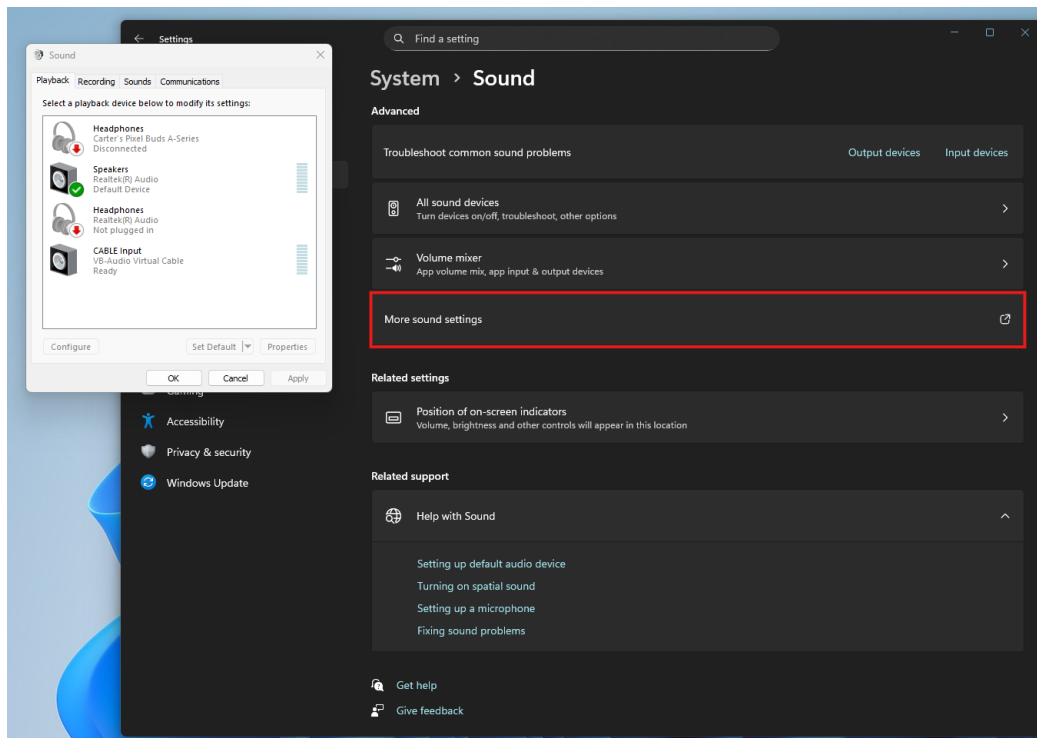 Settings
Find a setting
Sound
Playback
Recording
Sounds
Communications
Select a playback device below to modify its settings:
Headphones
Carter's Pixel Buds A-Series
Disconnected
Speakers
Realtek(R) Audio
Default Device
Headphones
Realtek(R) Audio
Not plugged in
CABLE Input
VB-Audio Virtual Cable
Ready
Configure
Set Default
Properties
OK
Cancel
Apply
Gaming
Accessibility
Privacy & security
Windows Update
System > Sound
Advanced
Troubleshoot common sound problems
Output devices
Input devices
All sound devices
Turn devices on/off, troubleshoot, other options
Volume mixer
App volume mix, app input & output devices
More sound settings
Related settings
Position of on-screen indicators
Volume, brightness and other controls will appear in this location
Related support
Help with Sound
Setting up default audio device
Turning on spatial sound
Setting up a microphone
Fixing sound problems
Get help
Give feedback